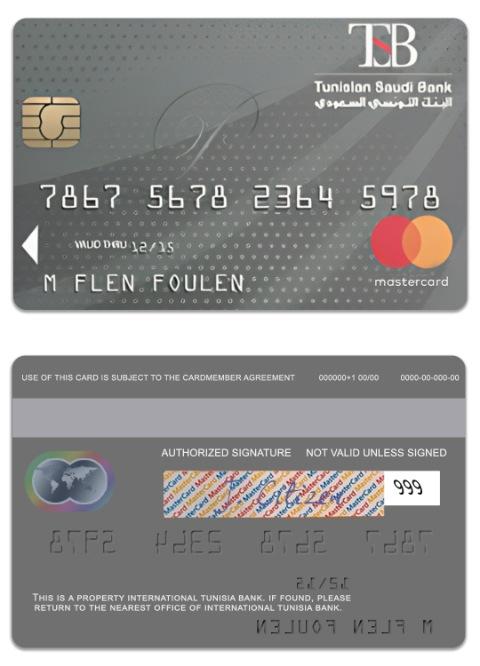 TSB
Tunisian Saudi Bank
البنك التونسي السعودي
7867 5678 2364 5978
12/15
M FLEN FOULEN
mastercard
USE OF THIS CARD IS SUBJECT TO THE CARDMEMBER AGREEMENT 000000+1 00/00 0000-00-000-00
AUTHORIZED SIGNATURE NOT VALID UNLESS SIGNED
MasterCard MasterCard MasterCard
999
THIS IS A PROPERTY INTERNATIONAL TUNISIA BANK. IF FOUND, PLEASE
RETURN TO THE NEAREST OFFICE OF INTERNATIONAL TUNISIA BANK.